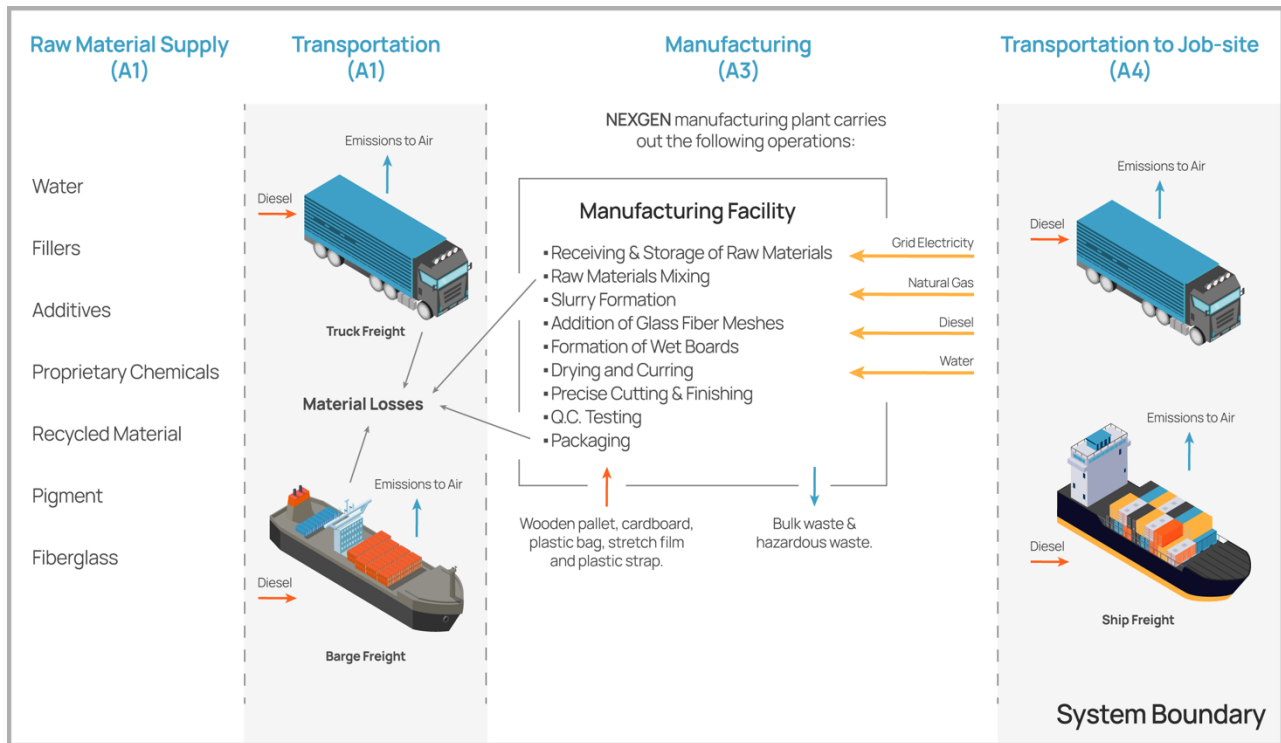 Raw Material Supply
(A1)
Transportation
(A1)
Manufacturing
(A3)
Transportation to Job-site
(A4)
Water
Fillers
Additives
Proprietary Chemicals
Recycled Material
Pigment
Fiberglass
Emissions to Air
Diesel
Truck Freight
Material Losses
Emissions to Air
Diesel
Barge Freight
NEXGEN manufacturing plant carries
out the following operations:
Manufacturing Facility
▪ Receiving & Storage of Raw Materials
▪ Raw Materials Mixing
▪ Slurry Formation
▪ Addition of Glass Fiber Meshes
▪ Formation of Wet Boards
▪ Drying and Curring
▪ Precise Cutting & Finishing
▪ Q.C. Testing
▪ Packaging
Grid Electricity
Natural Gas
Diesel
Water
Wooden pallet, cardboard,
plastic bag, stretch film
and plastic strap.
Bulk waste &
hazardous waste.
Emissions to Air
Diesel
Emissions to Air
Diesel
Ship Freight
System Boundary